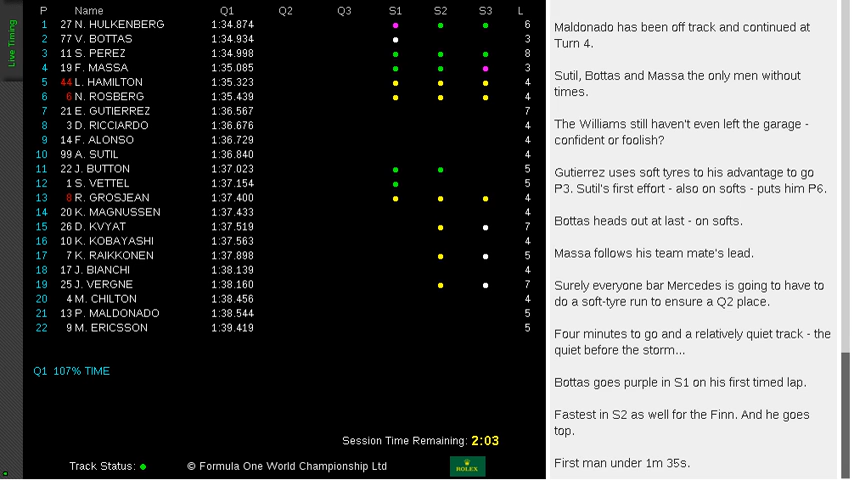 Live Timing
P Name Q1 Q2 Q3 S1 S2 S3 L
1 27 N. HULKENBERG 1:34.874 6
2 77 V. BOTTAS 1:34.934 3
3 11 S. PEREZ 1:34.998 8
4 19 F. MASSA 1:35.085 3
5 44 L. HAMILTON 1:35.323 4
6 6 N. ROSBERG 1:35.439 4
7 21 E. GUTIERREZ 1:36.567 7
8 3 D. RICCIARDO 1:36.676 4
9 14 F. ALONSO 1:36.729 4
10 99 A. SUTIL 1:36.840 4
11 22 J. BUTTON 1:37.023 5
12 1 S. VETTEL 1:37.154 5
13 8 R. GROSJEAN 1:37.400 4
14 20 K. MAGNUSSEN 1:37.433 4
15 26 D. KVYAT 1:37.519 7
16 10 K. KOBAYASHI 1:37.563 4
17 7 K. RAIKKONEN 1:37.898 5
18 17 J. BIANCHI 1:38.139 4
19 25 J. VERGNE 1:38.160 7
20 4 M. CHILTON 1:38.456 4
21 13 P. MALDONADO 1:38.544 5
22 9 M. ERICSSON 1:39.419 5
Q1 107% TIME
Session Time Remaining: 2:03
Track Status: © Formula One World Championship Ltd
ROLEX
Maldonado has been off track and continued at
Turn 4.
Sutil, Bottas and Massa the only men without
times.
The Williams still haven't even left the garage -
confident or foolish?
Gutierrez uses soft tyres to his advantage to go
P3. Sutil's first effort - also on softs - puts him P6.
Bottas heads out at last - on softs.
Massa follows his team mate's lead.
Surely everyone bar Mercedes is going to have to
do a soft-tyre run to ensure a Q2 place.
Four minutes to go and a relatively quiet track - the
quiet before the storm...
Bottas goes purple in S1 on his first timed lap.
Fastest in S2 as well for the Finn. And he goes
top.
First man under 1m 35s.